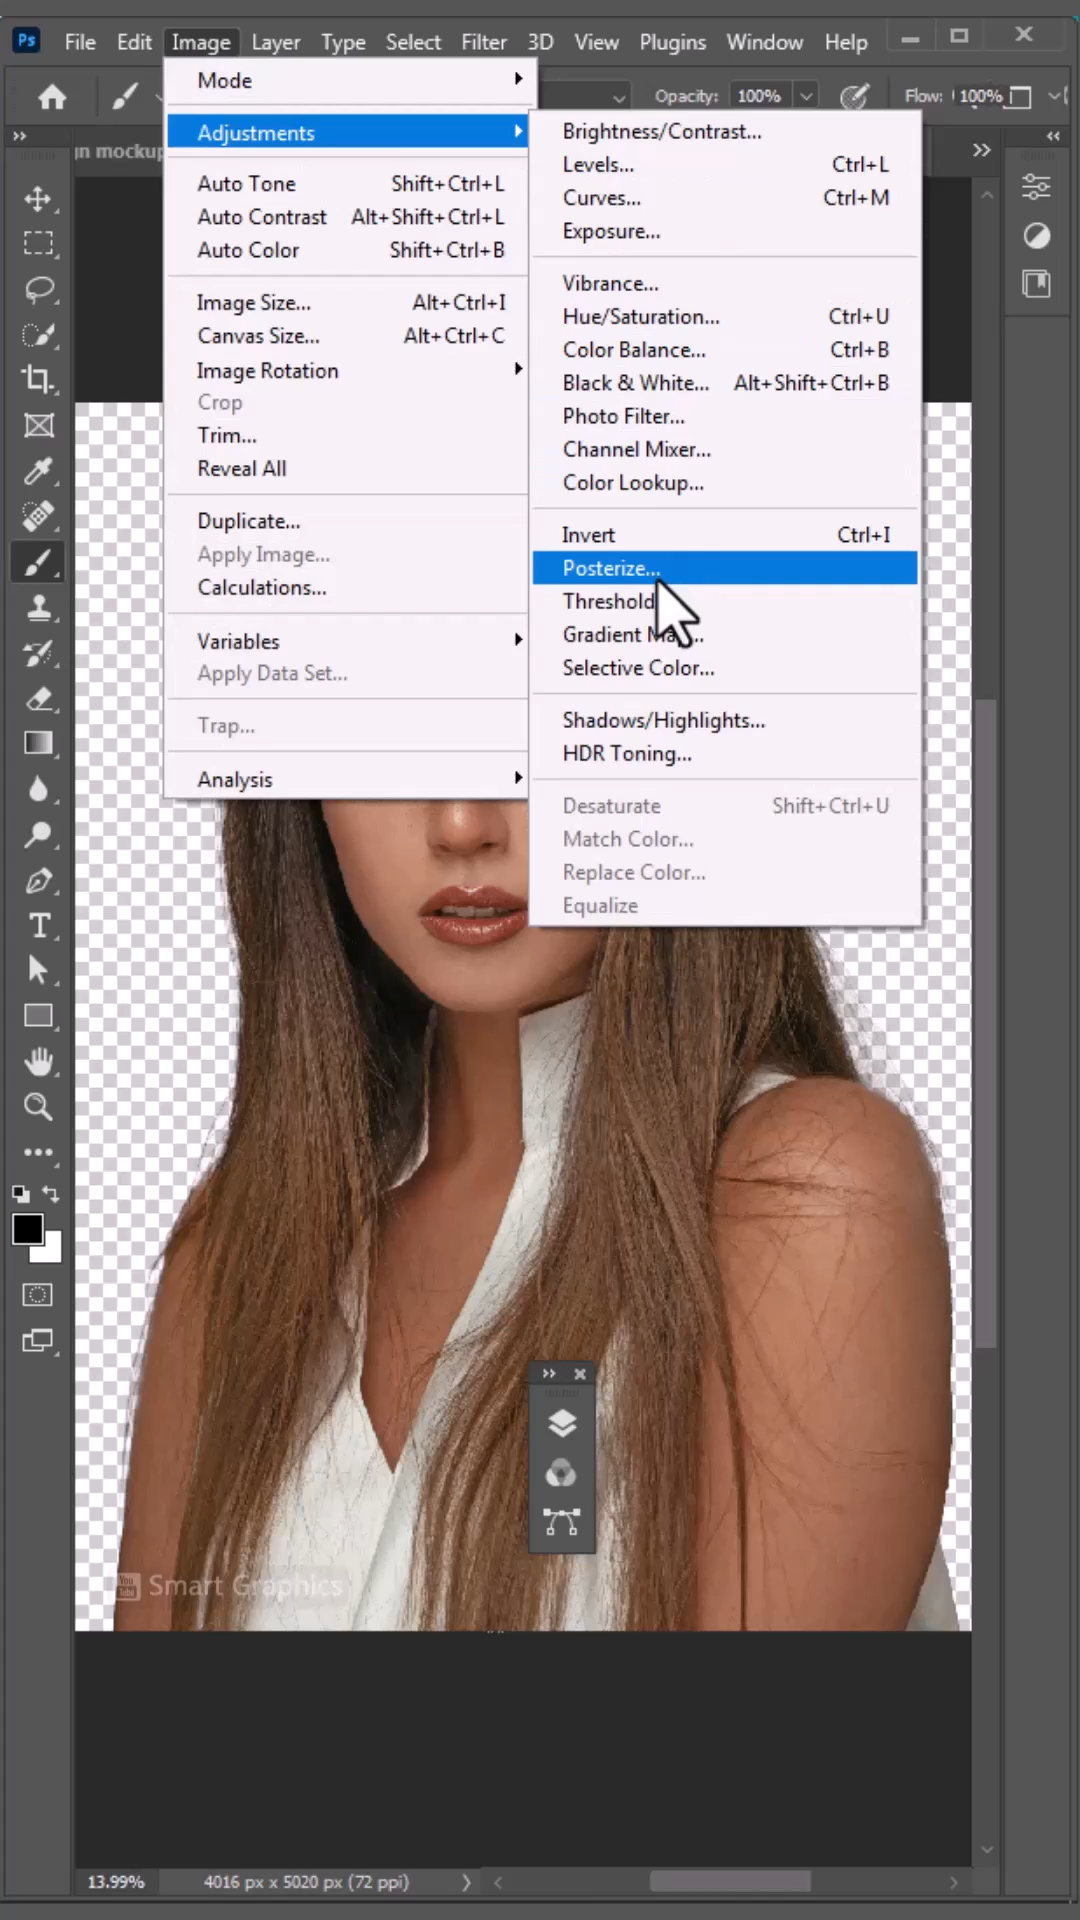 Ps File Edit Image Layer Type Select Filter 3D View Plugins Window Help
Opacity: 100% Flow: 100%
gn mockup
Mode
Adjustments
Auto Tone Shift+Ctrl+L
Auto Contrast Alt+Shift+Ctrl+L
Auto Color Shift+Ctrl+B
Image Size... Alt+Ctrl+I
Canvas Size... Alt+Ctrl+C
Image Rotation
Crop
Trim...
Reveal All
Duplicate...
Apply Image...
Calculations...
Variables
Apply Data Set...
Trap...
Analysis
Brightness/Contrast...
Levels... Ctrl+L
Curves... Ctrl+M
Exposure...
Vibrance...
Hue/Saturation... Ctrl+U
Color Balance... Ctrl+B
Black & White... Alt+Shift+Ctrl+B
Photo Filter...
Channel Mixer...
Color Lookup...
Invert Ctrl+I
Posterize...
Threshold
Gradient Ma...
Selective Color...
Shadows/Highlights...
HDR Toning...
Desaturate Shift+Ctrl+U
Match Color...
Replace Color...
Equalize
You Tube Smart Graphics
13.99% 4016 px x 5020 px (72 ppi)